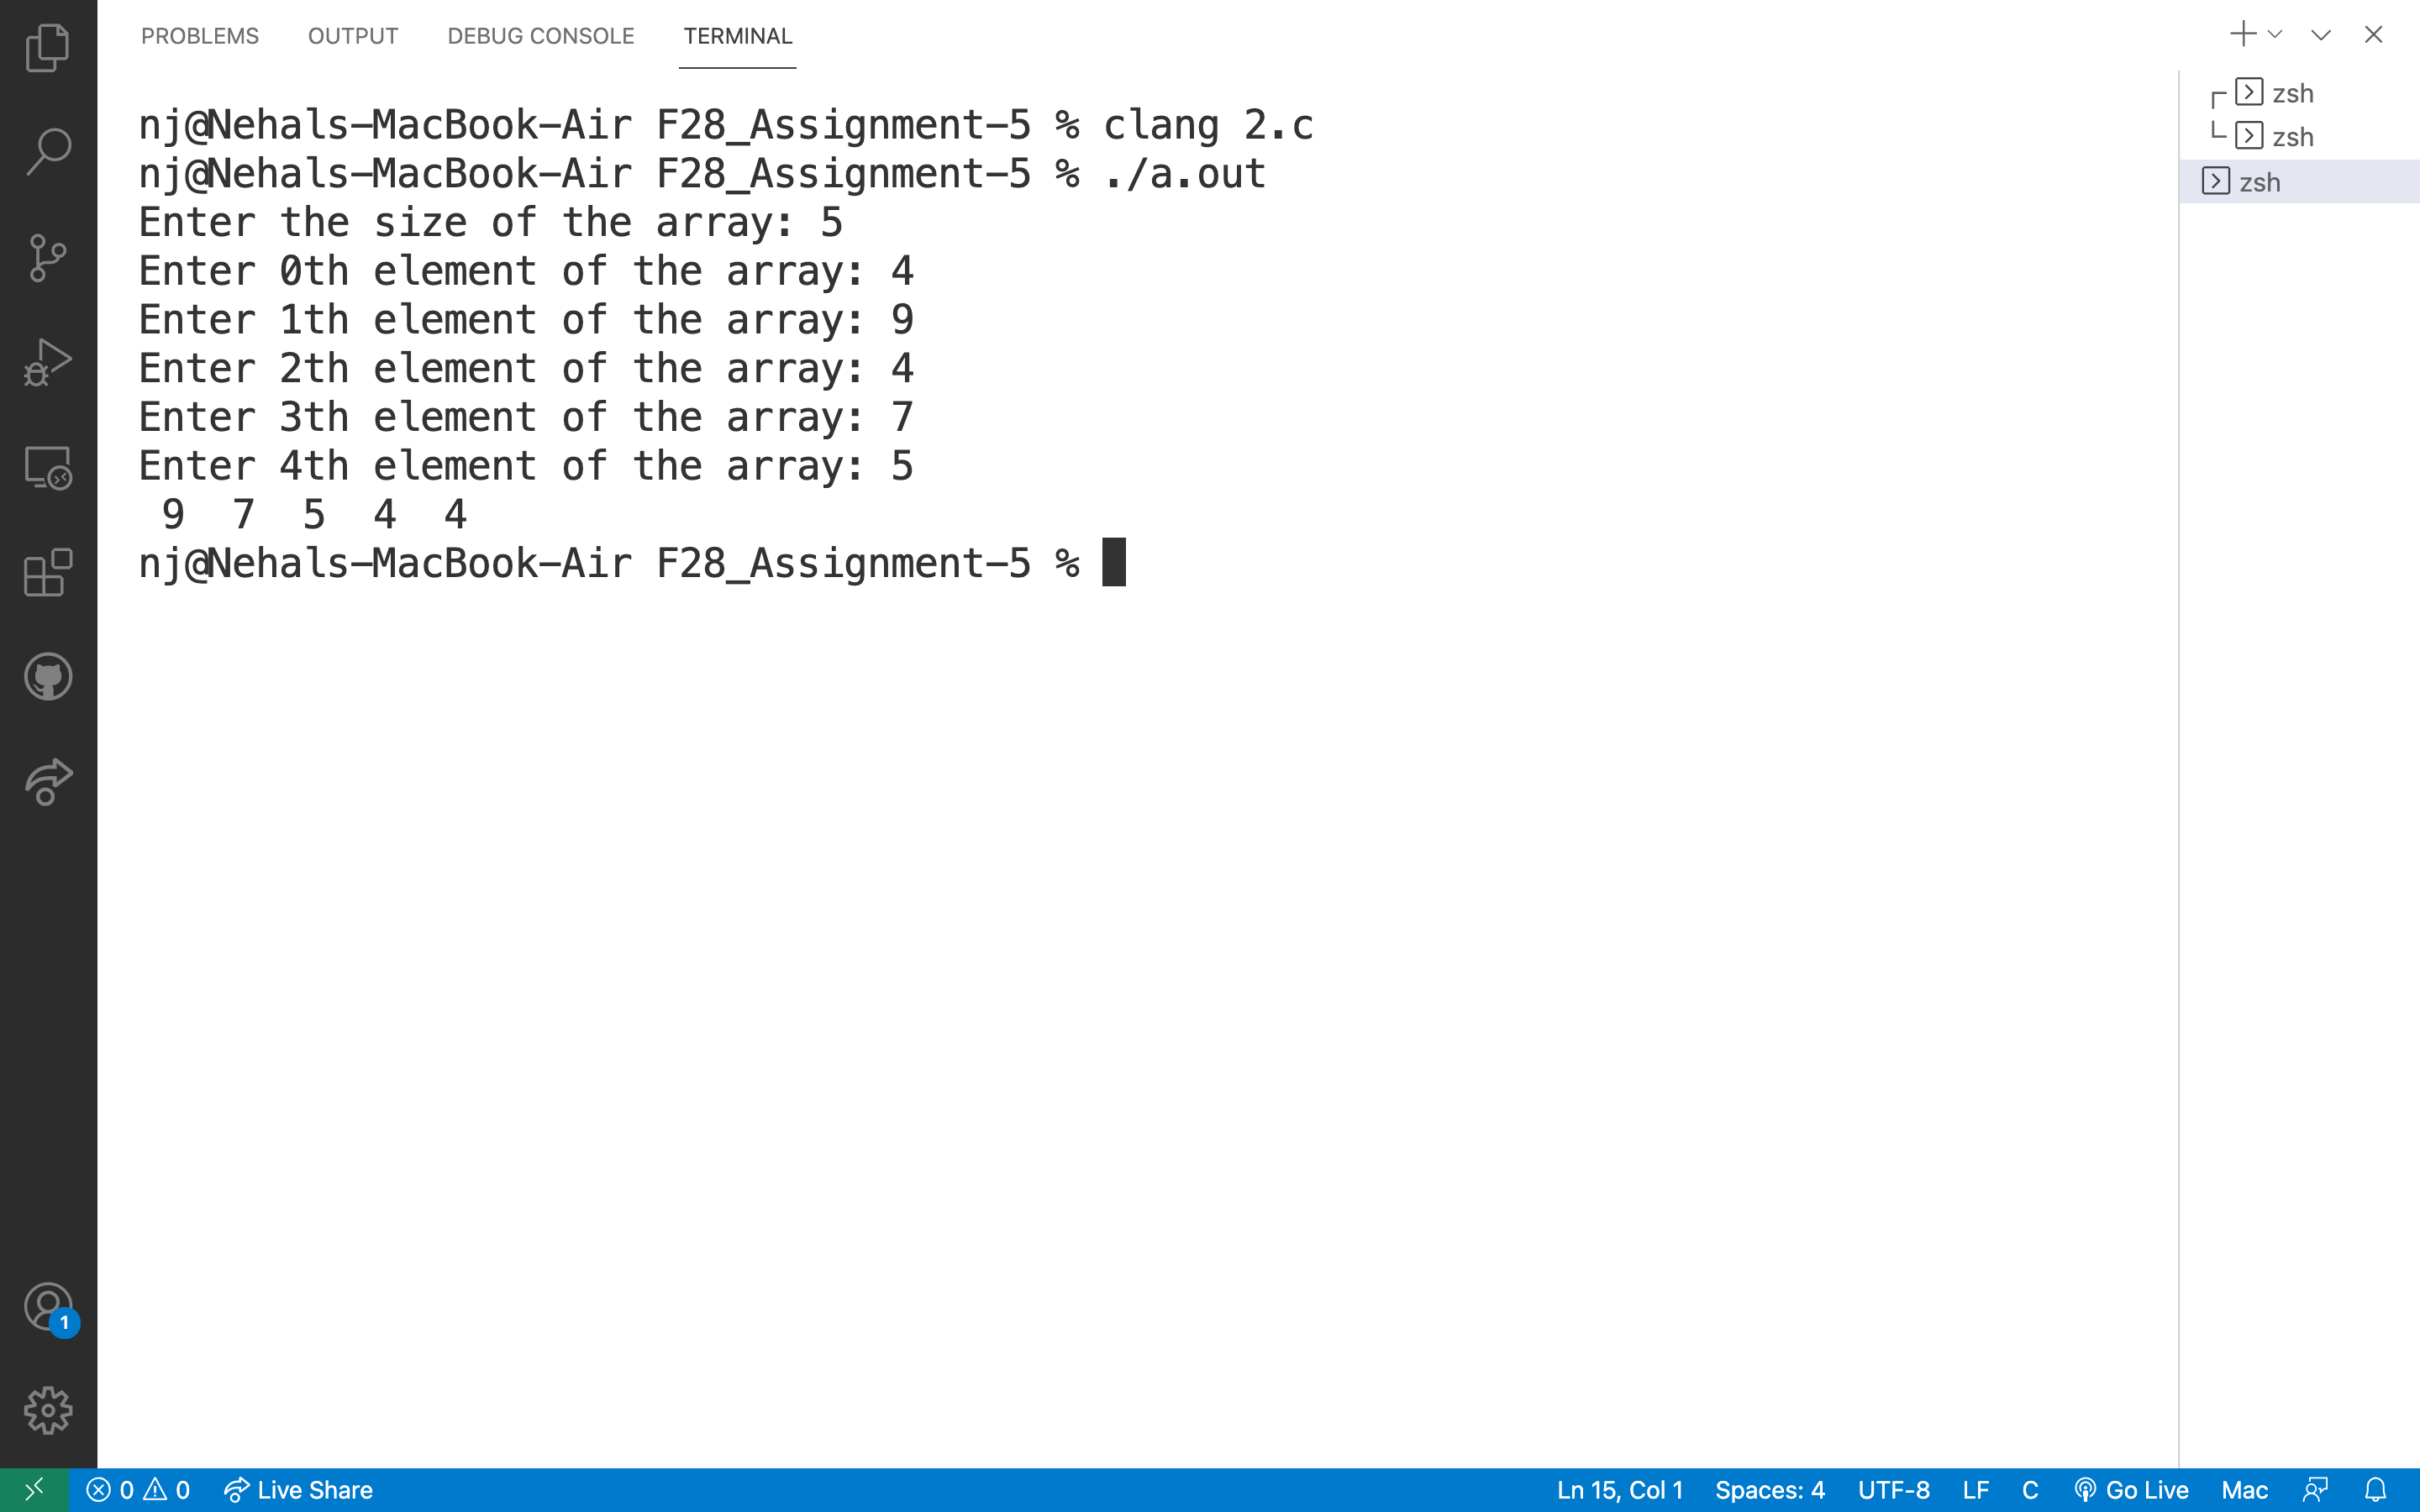 PROBLEMS OUTPUT DEBUG CONSOLE TERMINAL
nj@Nehals-MacBook-Air F28_Assignment-5 % clang 2.c
nj@Nehals-MacBook-Air F28_Assignment-5 % ./a.out
Enter the size of the array: 5
Enter 0th element of the array: 4
Enter 1th element of the array: 9
Enter 2th element of the array: 4
Enter 3th element of the array: 7
Enter 4th element of the array: 5
9 7 5 4 4
nj@Nehals-MacBook-Air F28_Assignment-5 %
zsh
zsh
zsh
1
0 0 Live Share Ln 15, Col 1 Spaces: 4 UTF-8 LF C Go Live Mac